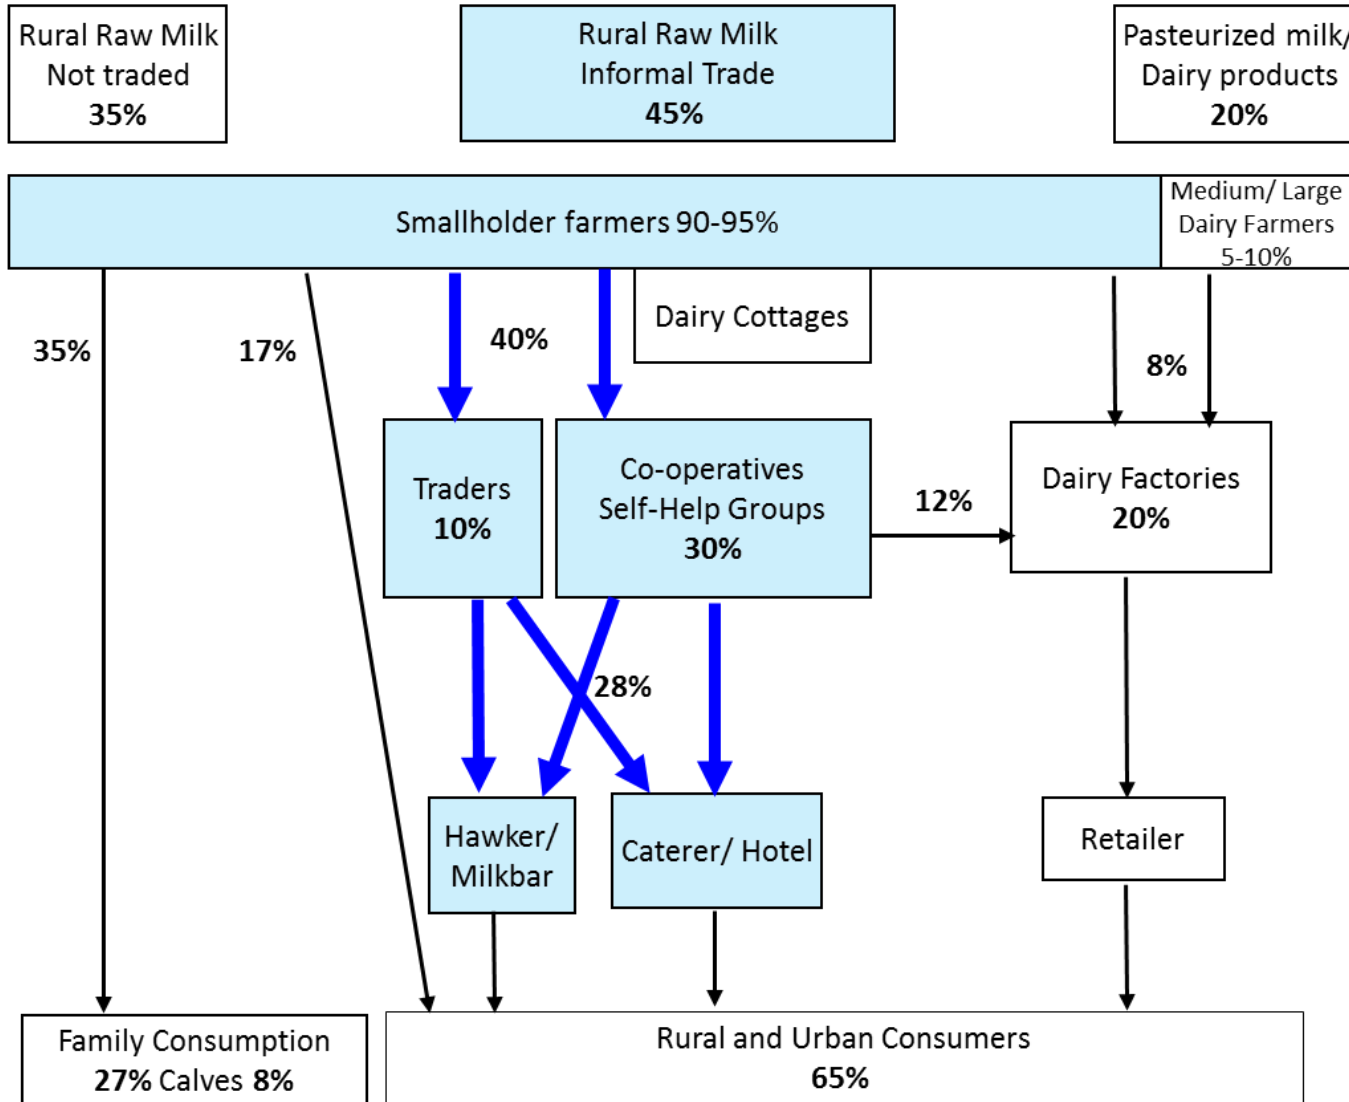 Rural Raw Milk
Not traded
35%
Rural Raw Milk
Informal Trade
45%
Pasteurized milk/
Dairy products
20%
Smallholder farmers 90-95%
Medium/ Large
Dairy Farmers
5-10%
Dairy Cottages
35%
17%
40%
8%
Traders
10%
Co-operatives
Self-Help Groups
30%
12%
Dairy Factories
20%
28%
Hawker/
Milkbar
Caterer/ Hotel
Retailer
Family Consumption
27% Calves 8%
Rural and Urban Consumers
65%